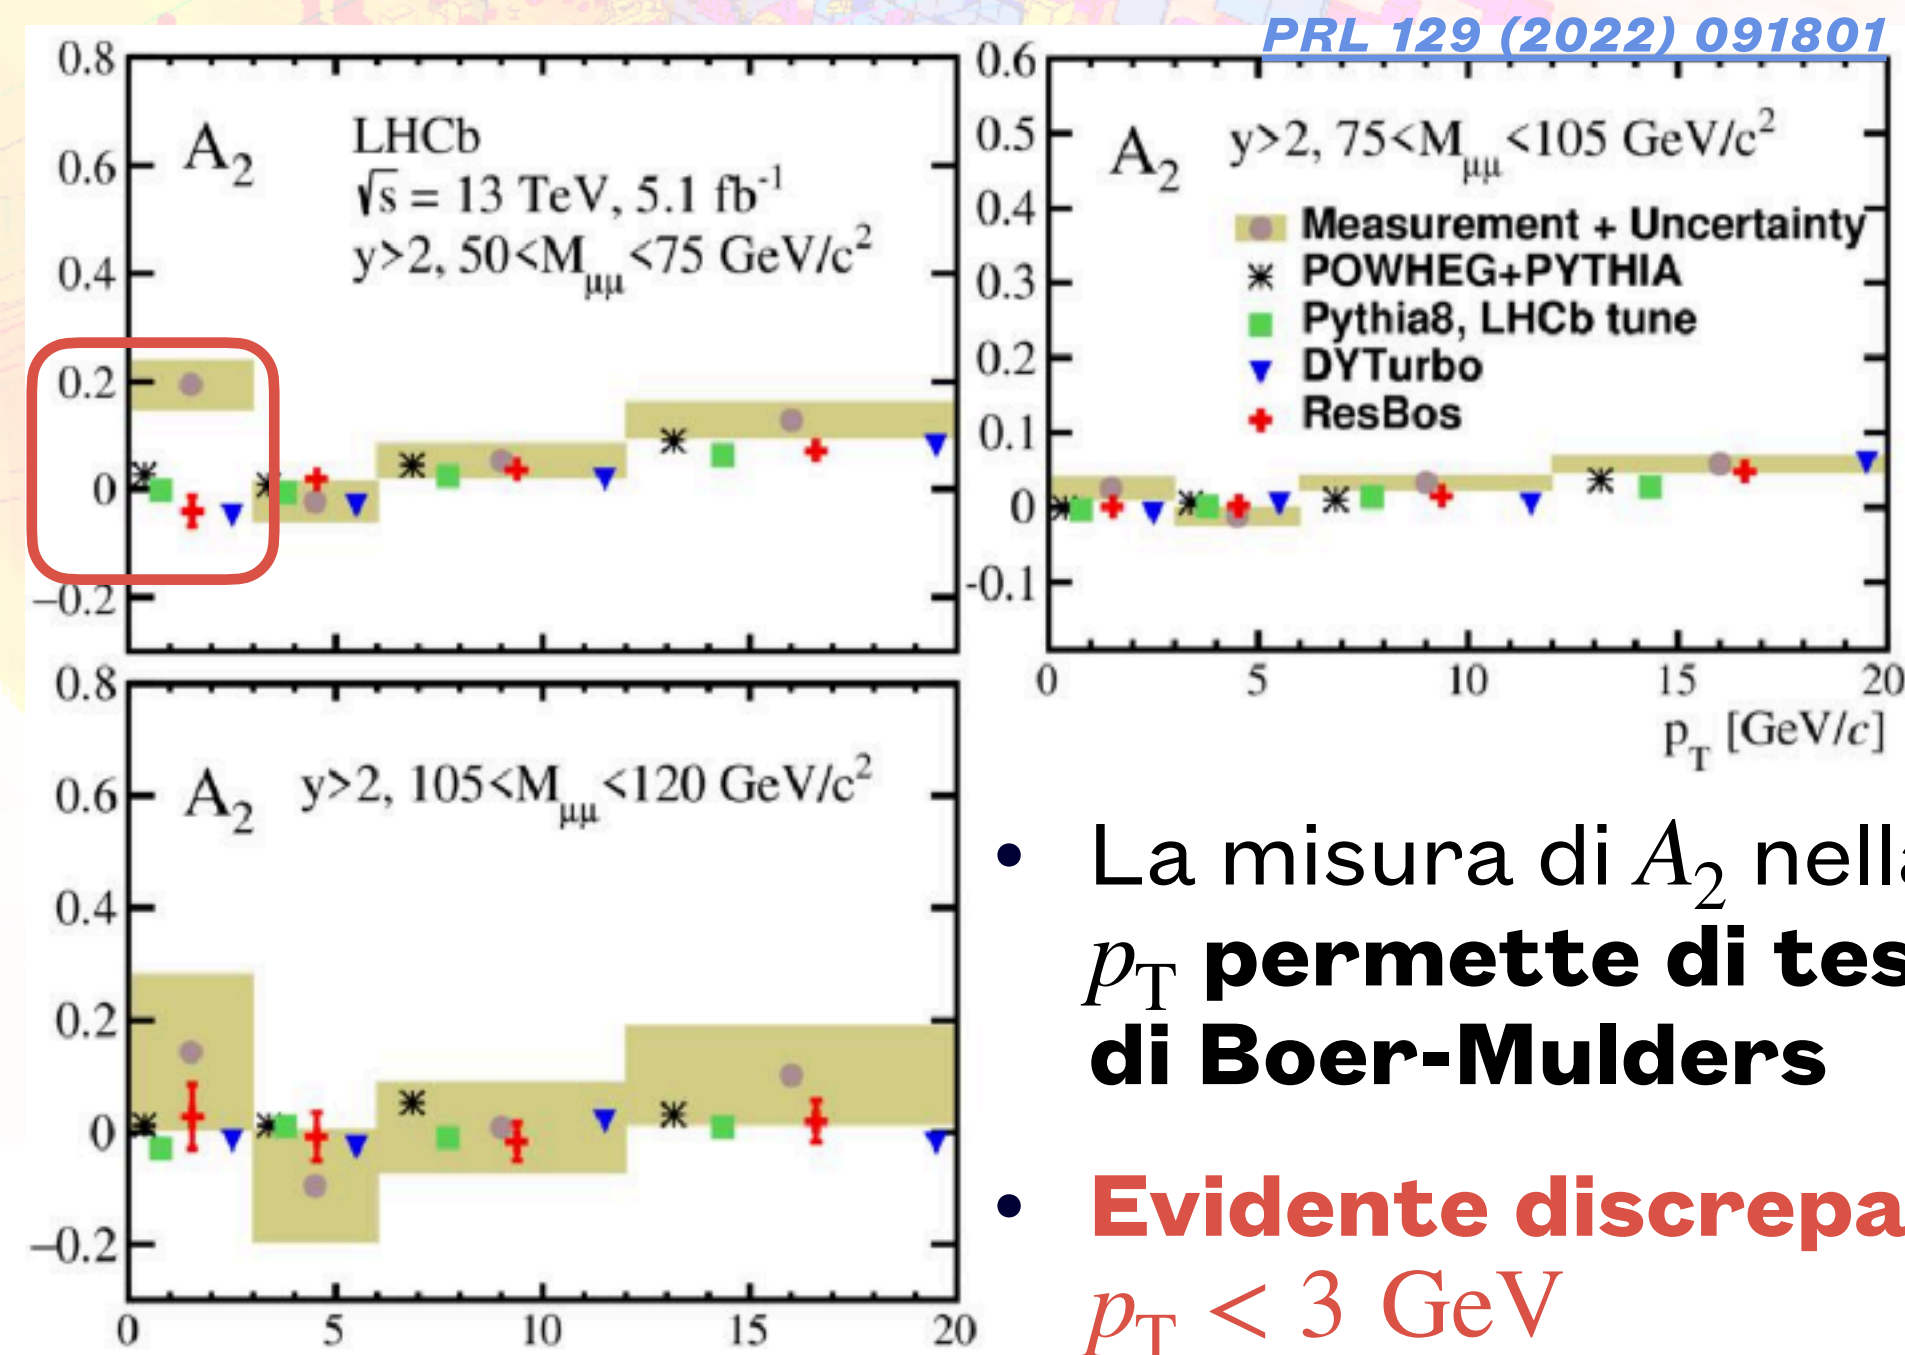 PRL 129 (2022) 091801
0.8
0.6
0.4
0.2
0
−0.2
A2
LHCb
√s = 13 TeV, 5.1 fb-1
y>2, 50<Mμμ<75 GeV/c2
0.6
0.5
0.4
0.3
0.2
0.1
0
-0.1
A2 y>2, 75<Mμμ<105 GeV/c2
Measurement + Uncertainty
POWHEG+PYTHIA
Pythia8, LHCb tune
DYTurbo
ResBos
0 5 10 15 20
pT [GeV/c]
0.8
0.6
0.4
0.2
0
−0.2
A2 y>2, 105<Mμμ<120 GeV/c2
0 5 10 15 20
• La misura di A2
pT permette di
di Boer-Mulders
• Evidente
pT < 3 GeV